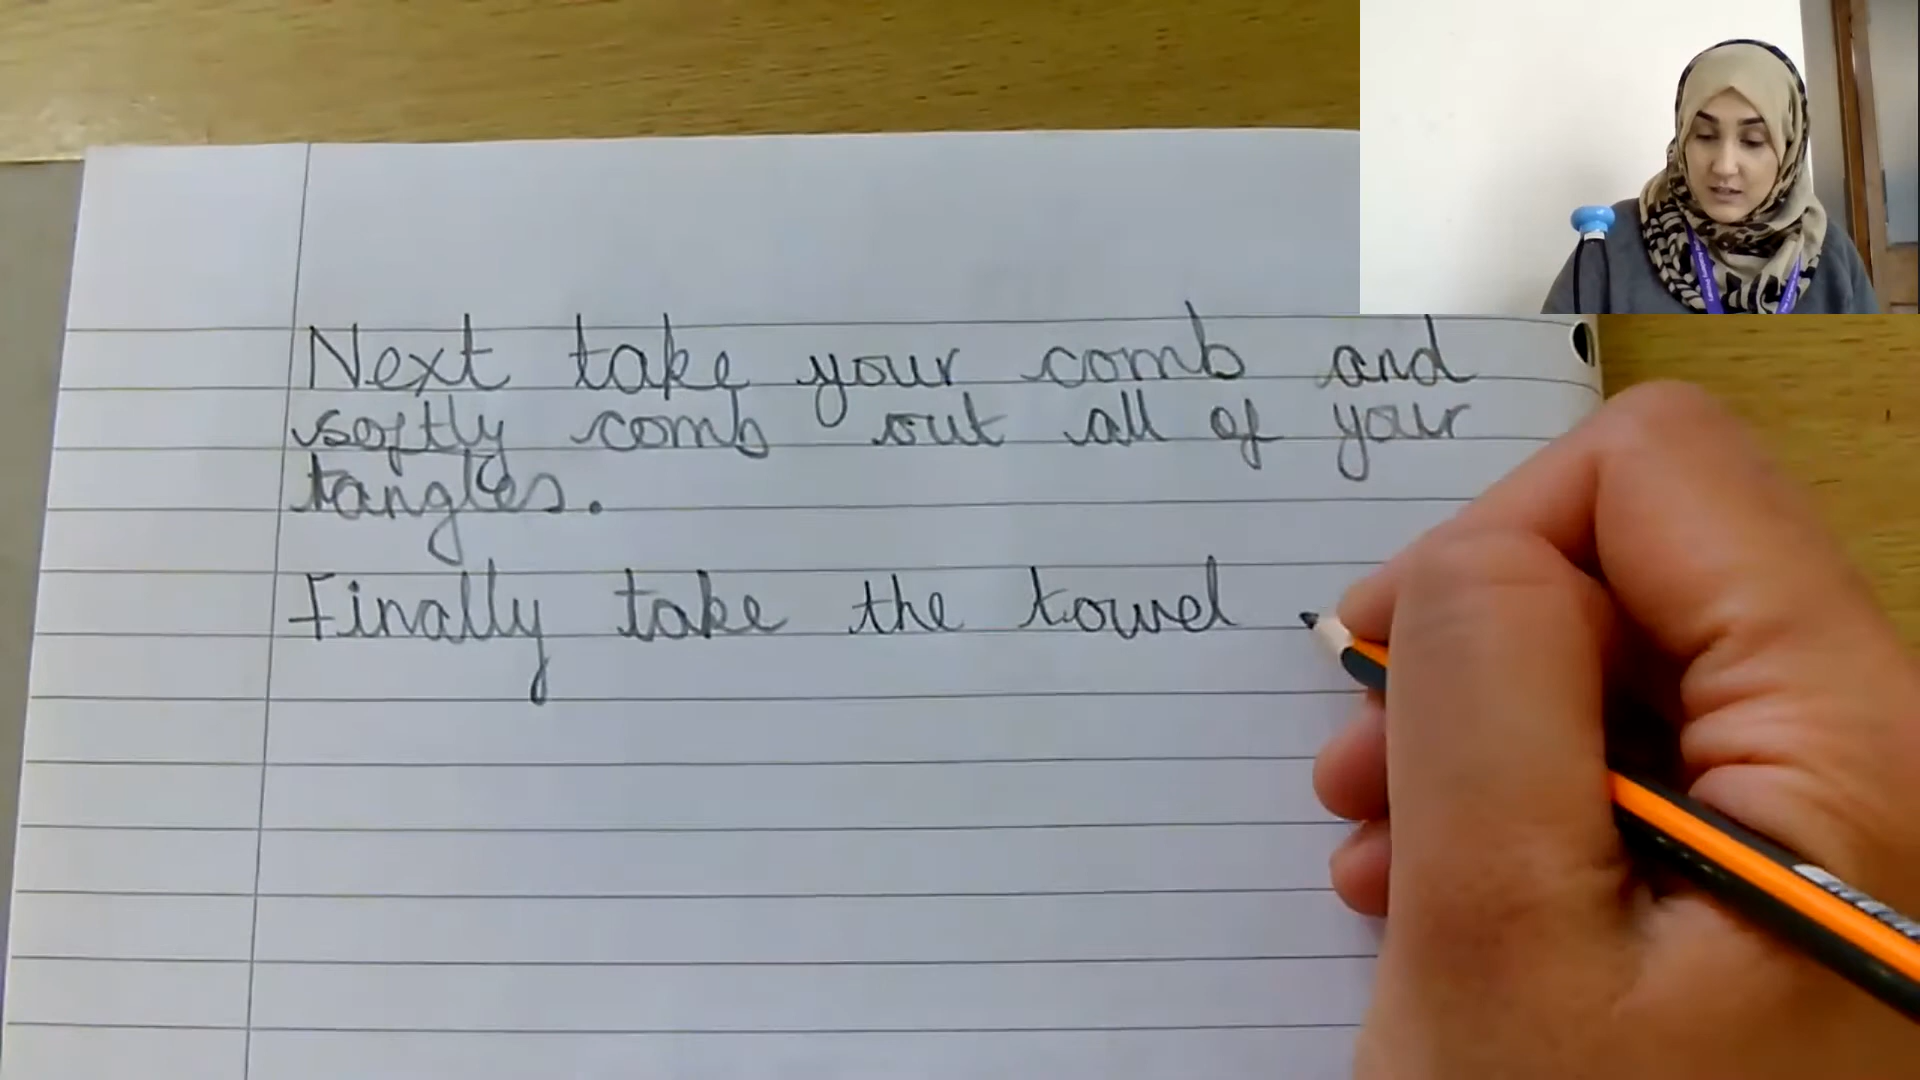 Next take your comb and
softly comb out all of your
tangles.
Finally take the towel